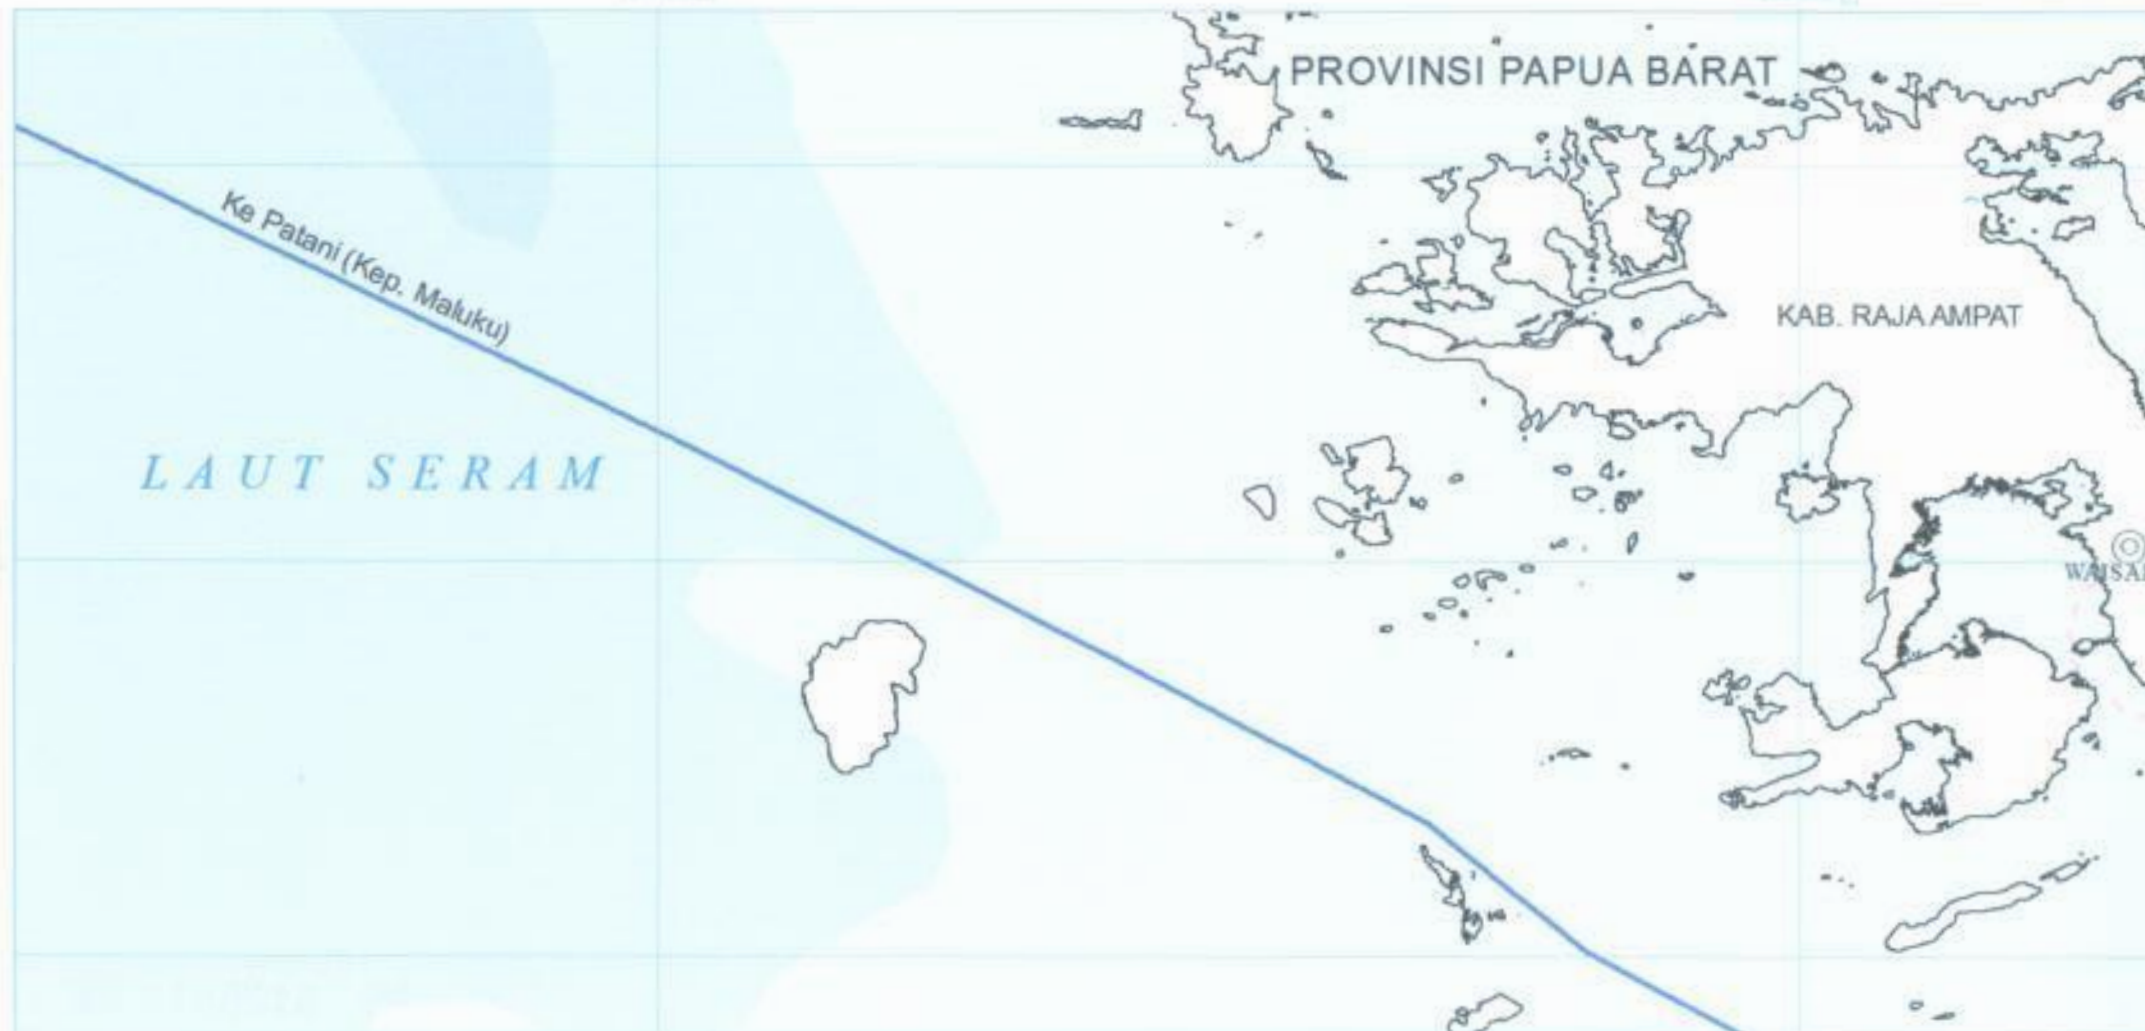 PROVINSI PAPUA BARAT
Ke Patani (Kep. Maluku)
KAB. RAJA AMPAT
LAUT SERAM